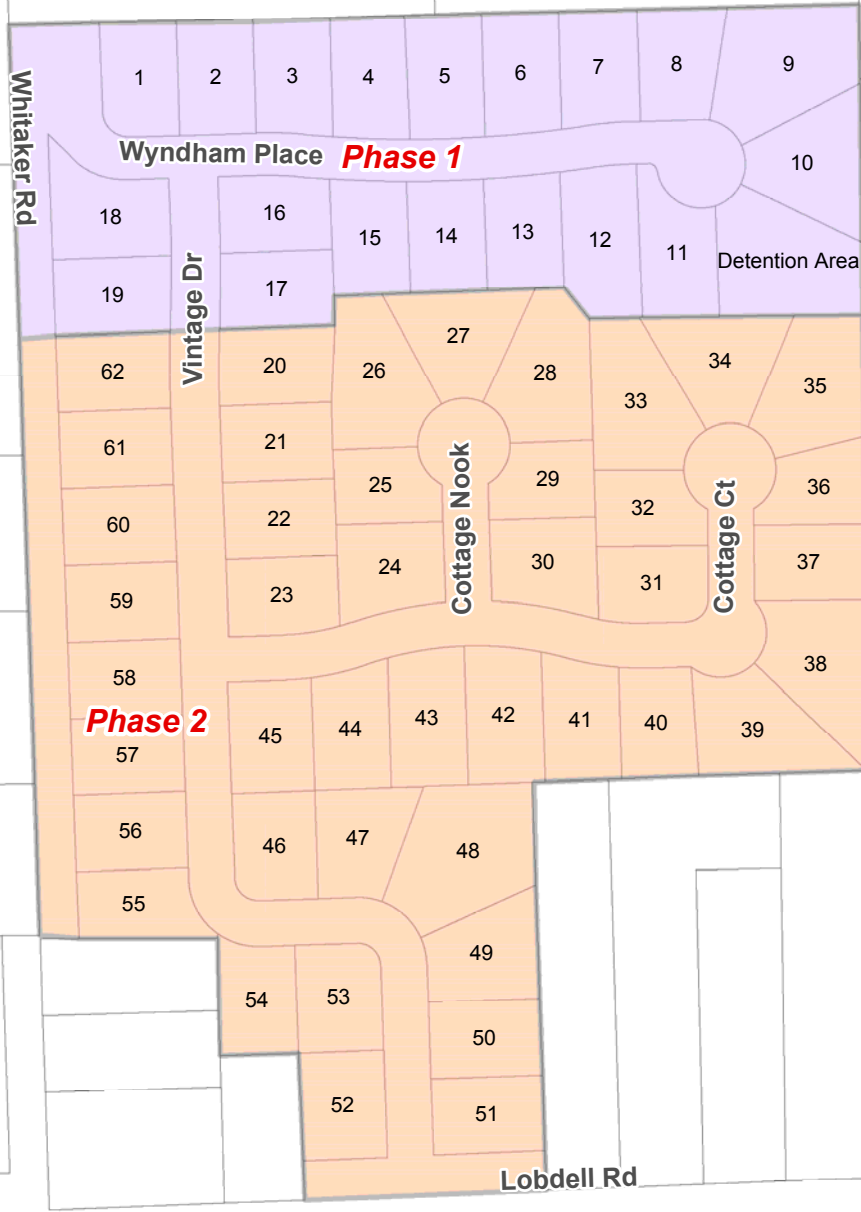 1 2 3 4 5 6 7 8 9
Whitaker Rd
Wyndham Place Phase 1
10
18 16 15 14 13 12 11
Detention Area
19 17
Vintage Dr
62 20 26 27 28 33 34 35
61 21 25 29 32 36
60 22 24 30 31 37
59 23
Cottage Nook
Cottage Ct
58 38
Phase 2
57 45 44 43 42 41 40 39
56 46 47 48
55
49
54 53
50
52 51
Lobdell Rd